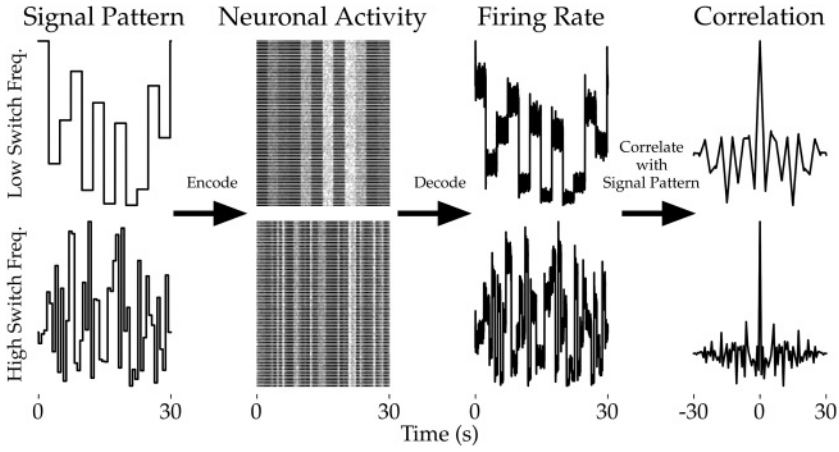 Signal Pattern
Neuronal Activity
Firing Rate
Correlation
Low Switch Freq.
Encode
Decode
Correlate
with
Signal Pattern
High Switch Freq.
0
30
0
30
0
30
-30
0
30
Time (s)